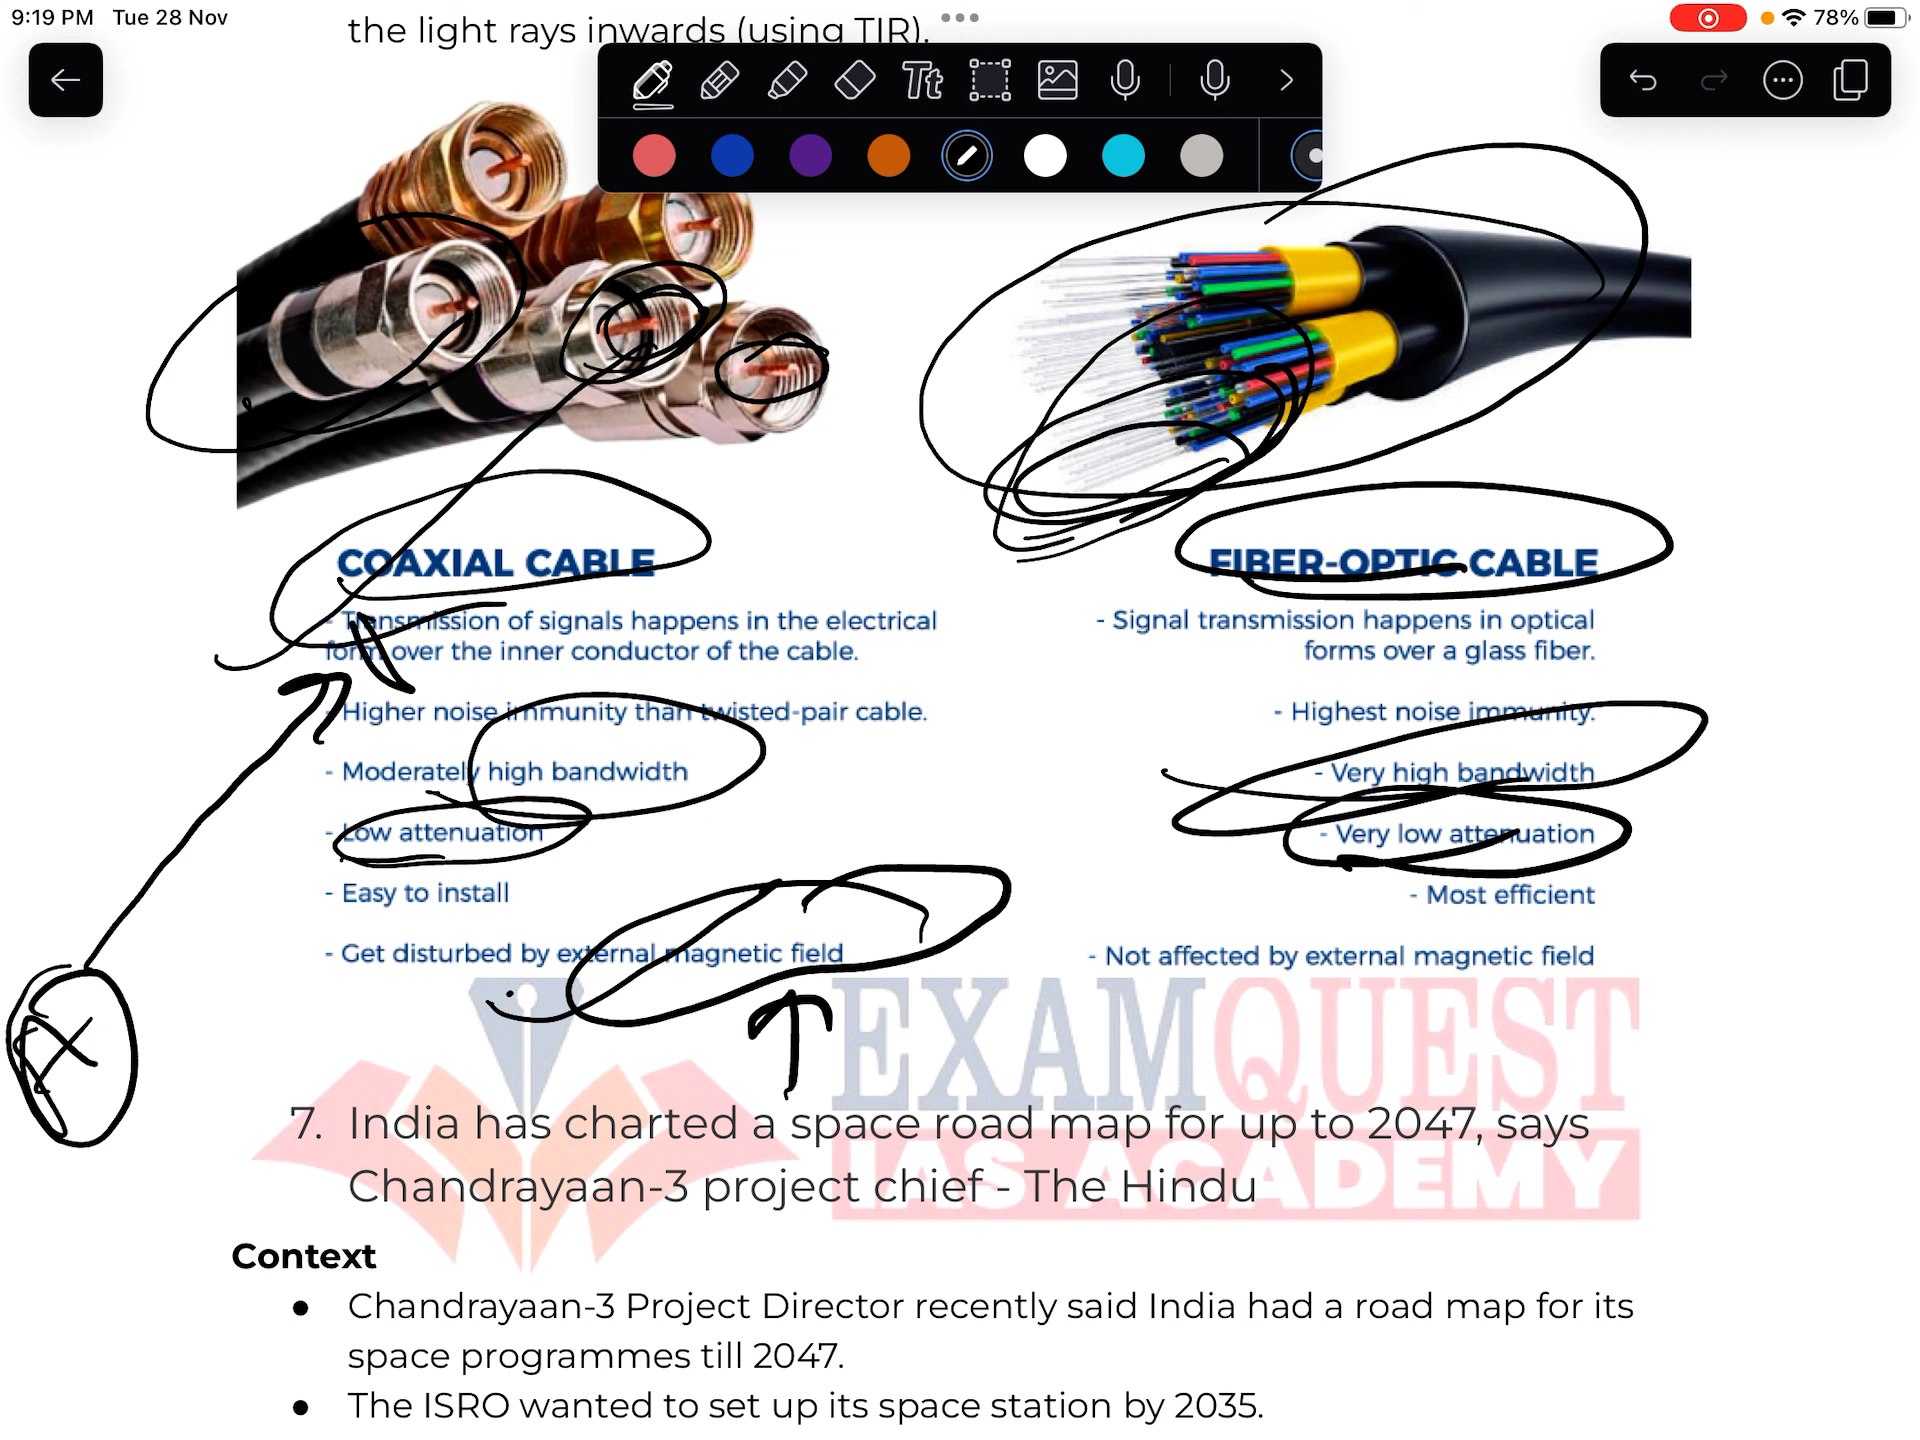 9:19 PM Tue 28 Nov
78%
the light rays inwards (using TIR).
Tt
COAXIAL CABLE
- Transmission of signals happens in the electrical
form over the inner conductor of the cable.
- Higher noise immunity than twisted-pair cable.
- Moderately high bandwidth
- Low attenuation
- Easy to install
- Get disturbed by external magnetic field
FIBER-OPTIC CABLE
- Signal transmission happens in optical
forms over a glass fiber.
- Highest noise immunity.
- Very high bandwidth
- Very low attenuation
- Most efficient
- Not affected by external magnetic field
EXAMQUEST
IAS ACADEMY
7. India has charted a space road map for up to 2047, says
Chandrayaan-3 project chief - The Hindu
Context
● Chandrayaan-3 Project Director recently said India had a road map for its
space programmes till 2047.
● The ISRO wanted to set up its space station by 2035.